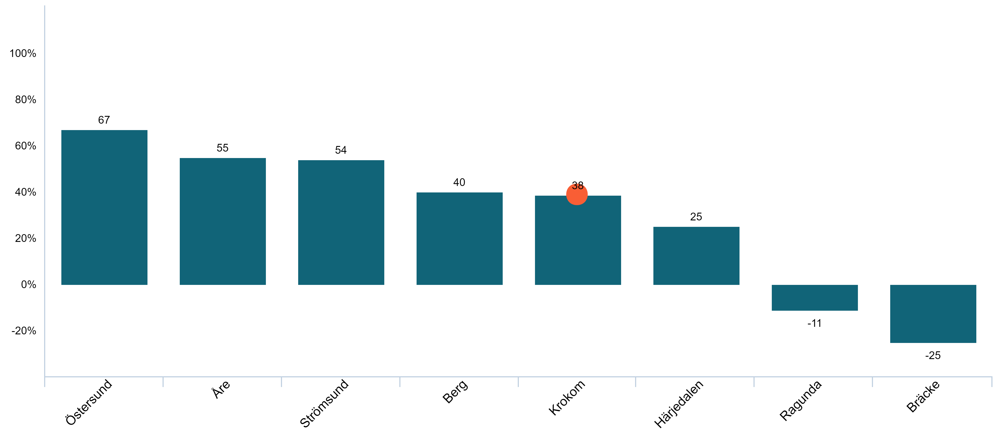 100%
80%
60%
40%
20%
0%
-20%
67
55
54
40
38
25
-11
-25
Östersund
Åre
Strömsund
Berg
Krokom
Härjedalen
Ragunda
Bräcke